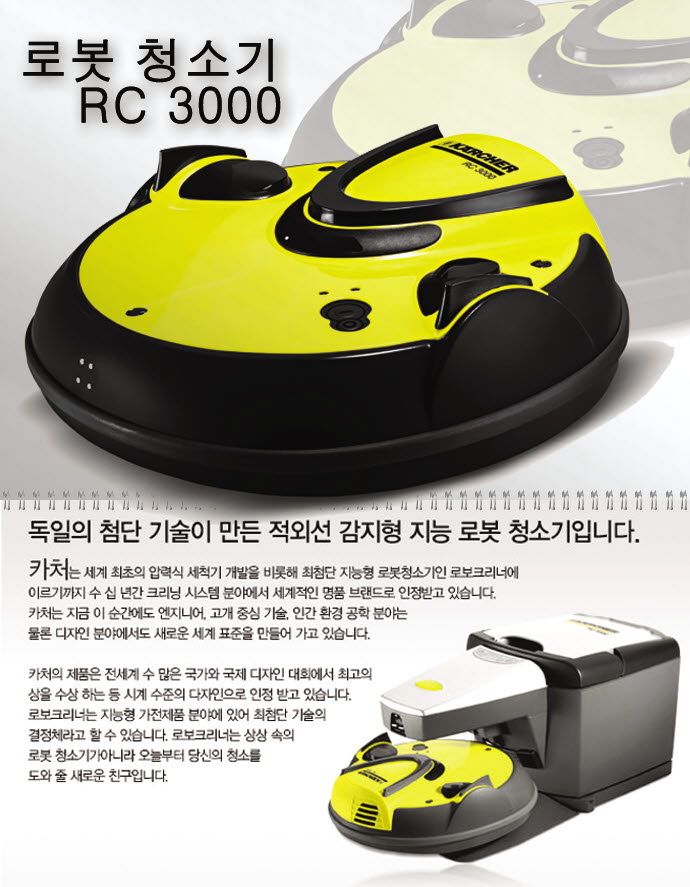 로봇 청소기
RC 3000
KARCHER
RC-3000
독일의 첨단 기술이 만든 적외선 감지형 지능 로봇 청소기입니다.
카처는 세계 최초의 압력식 세척기 개발을 비롯해 최첨단 지능형 로봇청소기인 로보크리너에
이르기까지 수 십 년간 크리닝 시스템 분야에서 세계적인 명품 브랜드로 인정받고 있습니다.
카처는 지금 이 순간에도 엔지니어, 고개 중심 기술, 인간 환경 공학 분야는
물론 디자인 분야에서도 새로운 세계 표준을 만들어 가고 있습니다.
카처의 제품은 전세계 수 많은 국가와 국제 디자인 대회에서 최고의
상을 수상 하는 등 시계 수준의 디자인으로 인정 받고 있습니다.
로보크리너는 지능형 가전제품 분야에 있어 최첨단 기술의
결정체라고 할 수 있습니다. 로보크리너는 상상 속의
로봇 청소기가아니라 오늘부터 당신의 청소를
도와 줄 새로운 친구입니다.